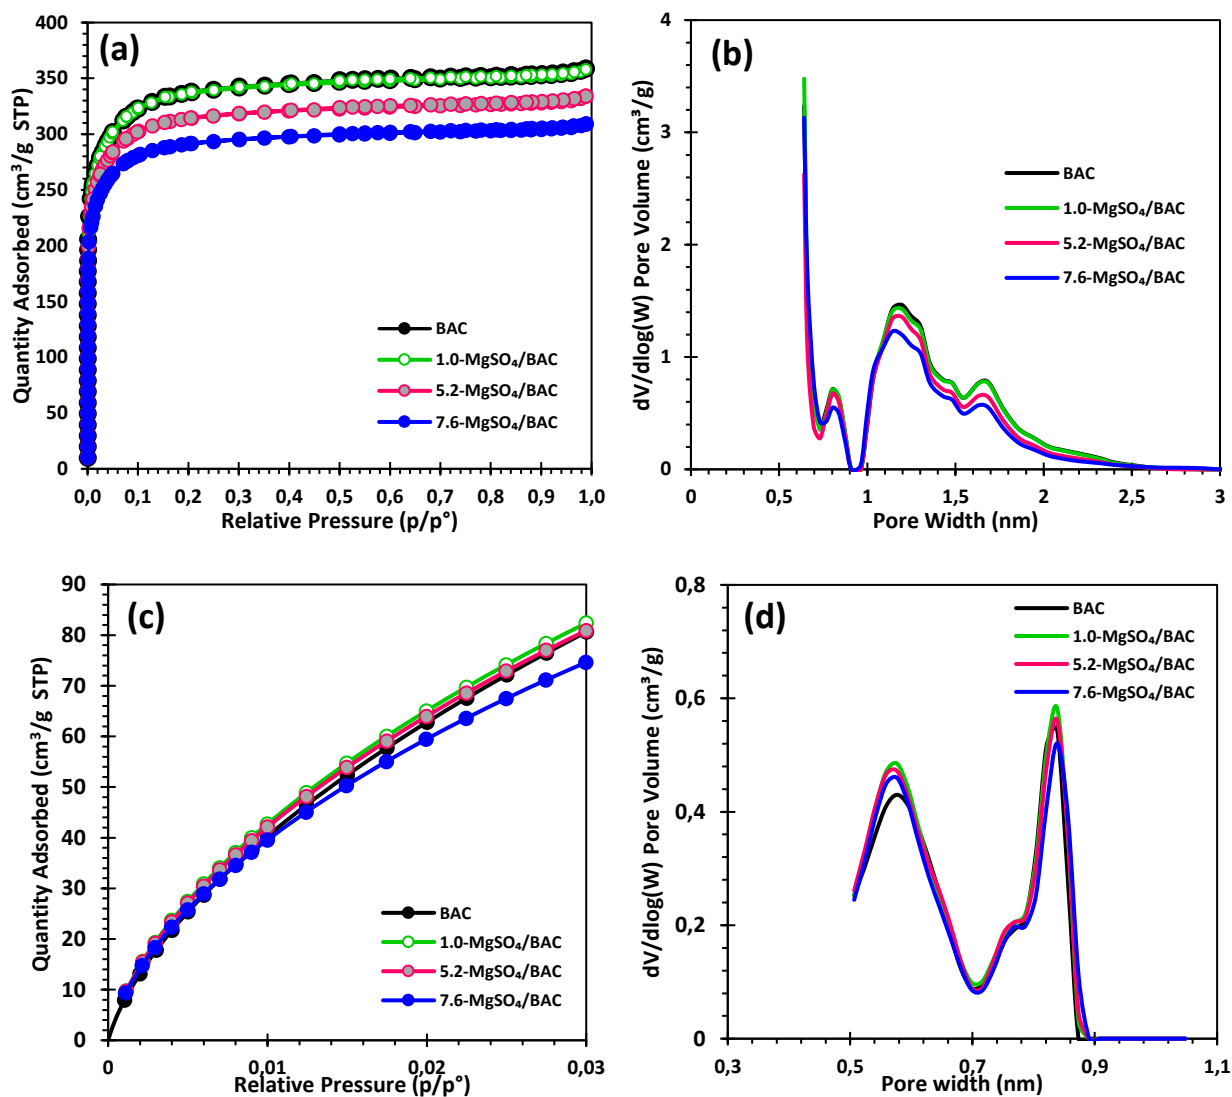 (a)
Quantity Adsorbed (cm³/g STP)
400
350
300
250
200
150
100
50
0
BAC
1.0-MgSO₄/BAC
5.2-MgSO₄/BAC
7.6-MgSO₄/BAC
0,0 0,1 0,2 0,3 0,4 0,5 0,6 0,7 0,8 0,9 1,0
Relative Pressure (p/p°)
(b)
dV/dlog(W) Pore Volume (cm³/g)
4
3
2
1
0
BAC
1.0-MgSO₄/BAC
5.2-MgSO₄/BAC
7.6-MgSO₄/BAC
0 0,5 1 1,5 2 2,5 3
Pore Width (nm)
(c)
Quantity Adsorbed (cm³/g STP)
90
80
70
60
50
40
30
20
10
0
BAC
1.0-MgSO₄/BAC
5.2-MgSO₄/BAC
7.6-MgSO₄/BAC
0 0,01 0,02 0,03
Relative Pressure (p/p°)
(d)
dV/dlog(W) Pore Volume (cm³/g)
0,8
0,6
0,4
0,2
0
BAC
1.0-MgSO₄/BAC
5.2-MgSO₄/BAC
7.6-MgSO₄/BAC
0,3 0,5 0,7 0,9 1,1
Pore width (nm)